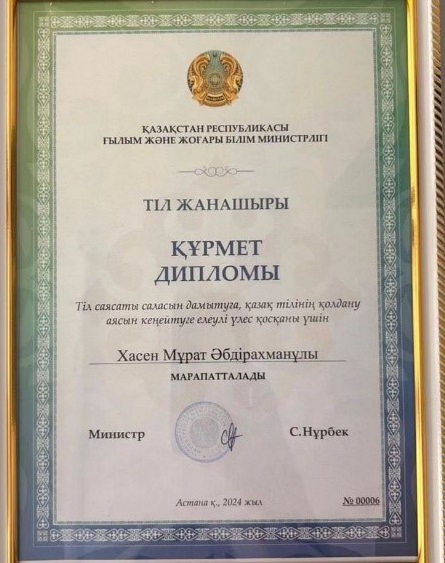 ҚАЗАҚСТАН РЕСПУБЛИКАСЫ
ҒЫЛЫМ ЖӘНЕ ЖОҒАРЫ БІЛІМ МИНИСТРЛІГІ
ТІЛ ЖАНАШЫРЫ
ҚҰРМЕТ
ДИПЛОМЫ
Тіл саясаты саласын дамытуға, қазақ тілінің қолдану
аясын кеңейтуге елеулі үлес қосқаны үшін
Хасен Мұрат Әбдірахманұлы
МАРАПАТТАЛАДЫ
Министр С.Нұрбек
Астана қ., 2024 жыл № 00006